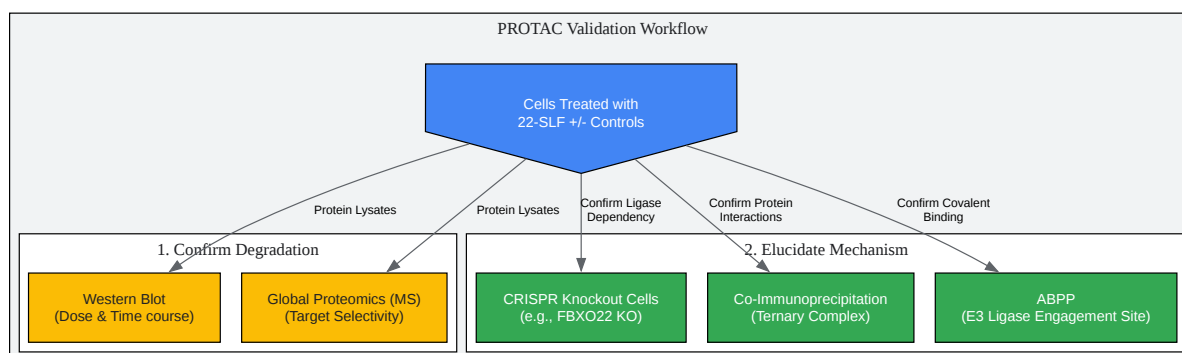 PROTAC Validation Workflow
Cells Treated with
22-SLF +/- Controls
Protein Lysates
Protein Lysates
Confirm Ligase
Dependency
Confirm Protein
Interactions
Confirm Covalent
Binding
1. Confirm Degradation
2. Elucidate Mechanism
Western Blot
(Dose & Time course)
Global Proteomics (MS)
(Target Selectivity)
CRISPR Knockout Cells
(e.g., FBXO22 KO)
Co-Immunoprecipitation
(Ternary Complex)
ABPP
(E3 Ligase Engagement Site)